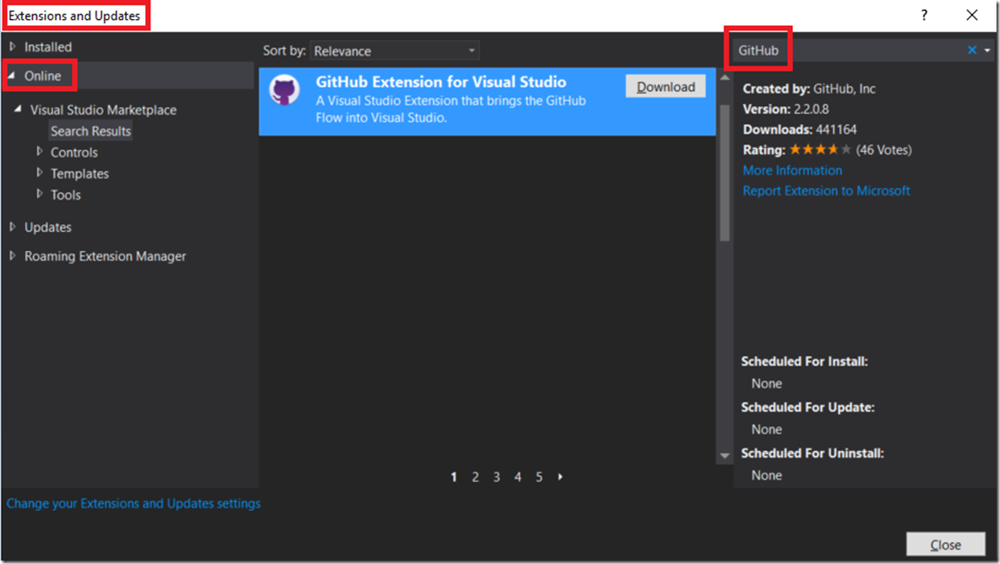 Extensions and Updates
?
Installed
Online
Visual Studio Marketplace
Search Results
Controls
Templates
Tools
Updates
Roaming Extension Manager
Change your Extensions and Updates settings
Sort by: Relevance
GitHub Extension for Visual Studio
A Visual Studio Extension that brings the GitHub
Flow into Visual Studio.
Download
1 2 3 4 5
GitHub
Created by: GitHub, Inc
Version: 2.2.0.8
Downloads: 441164
Rating: (46 Votes)
More Information
Report Extension to Microsoft
Scheduled For Install:
None
Scheduled For Update:
None
Scheduled For Uninstall:
None
Close